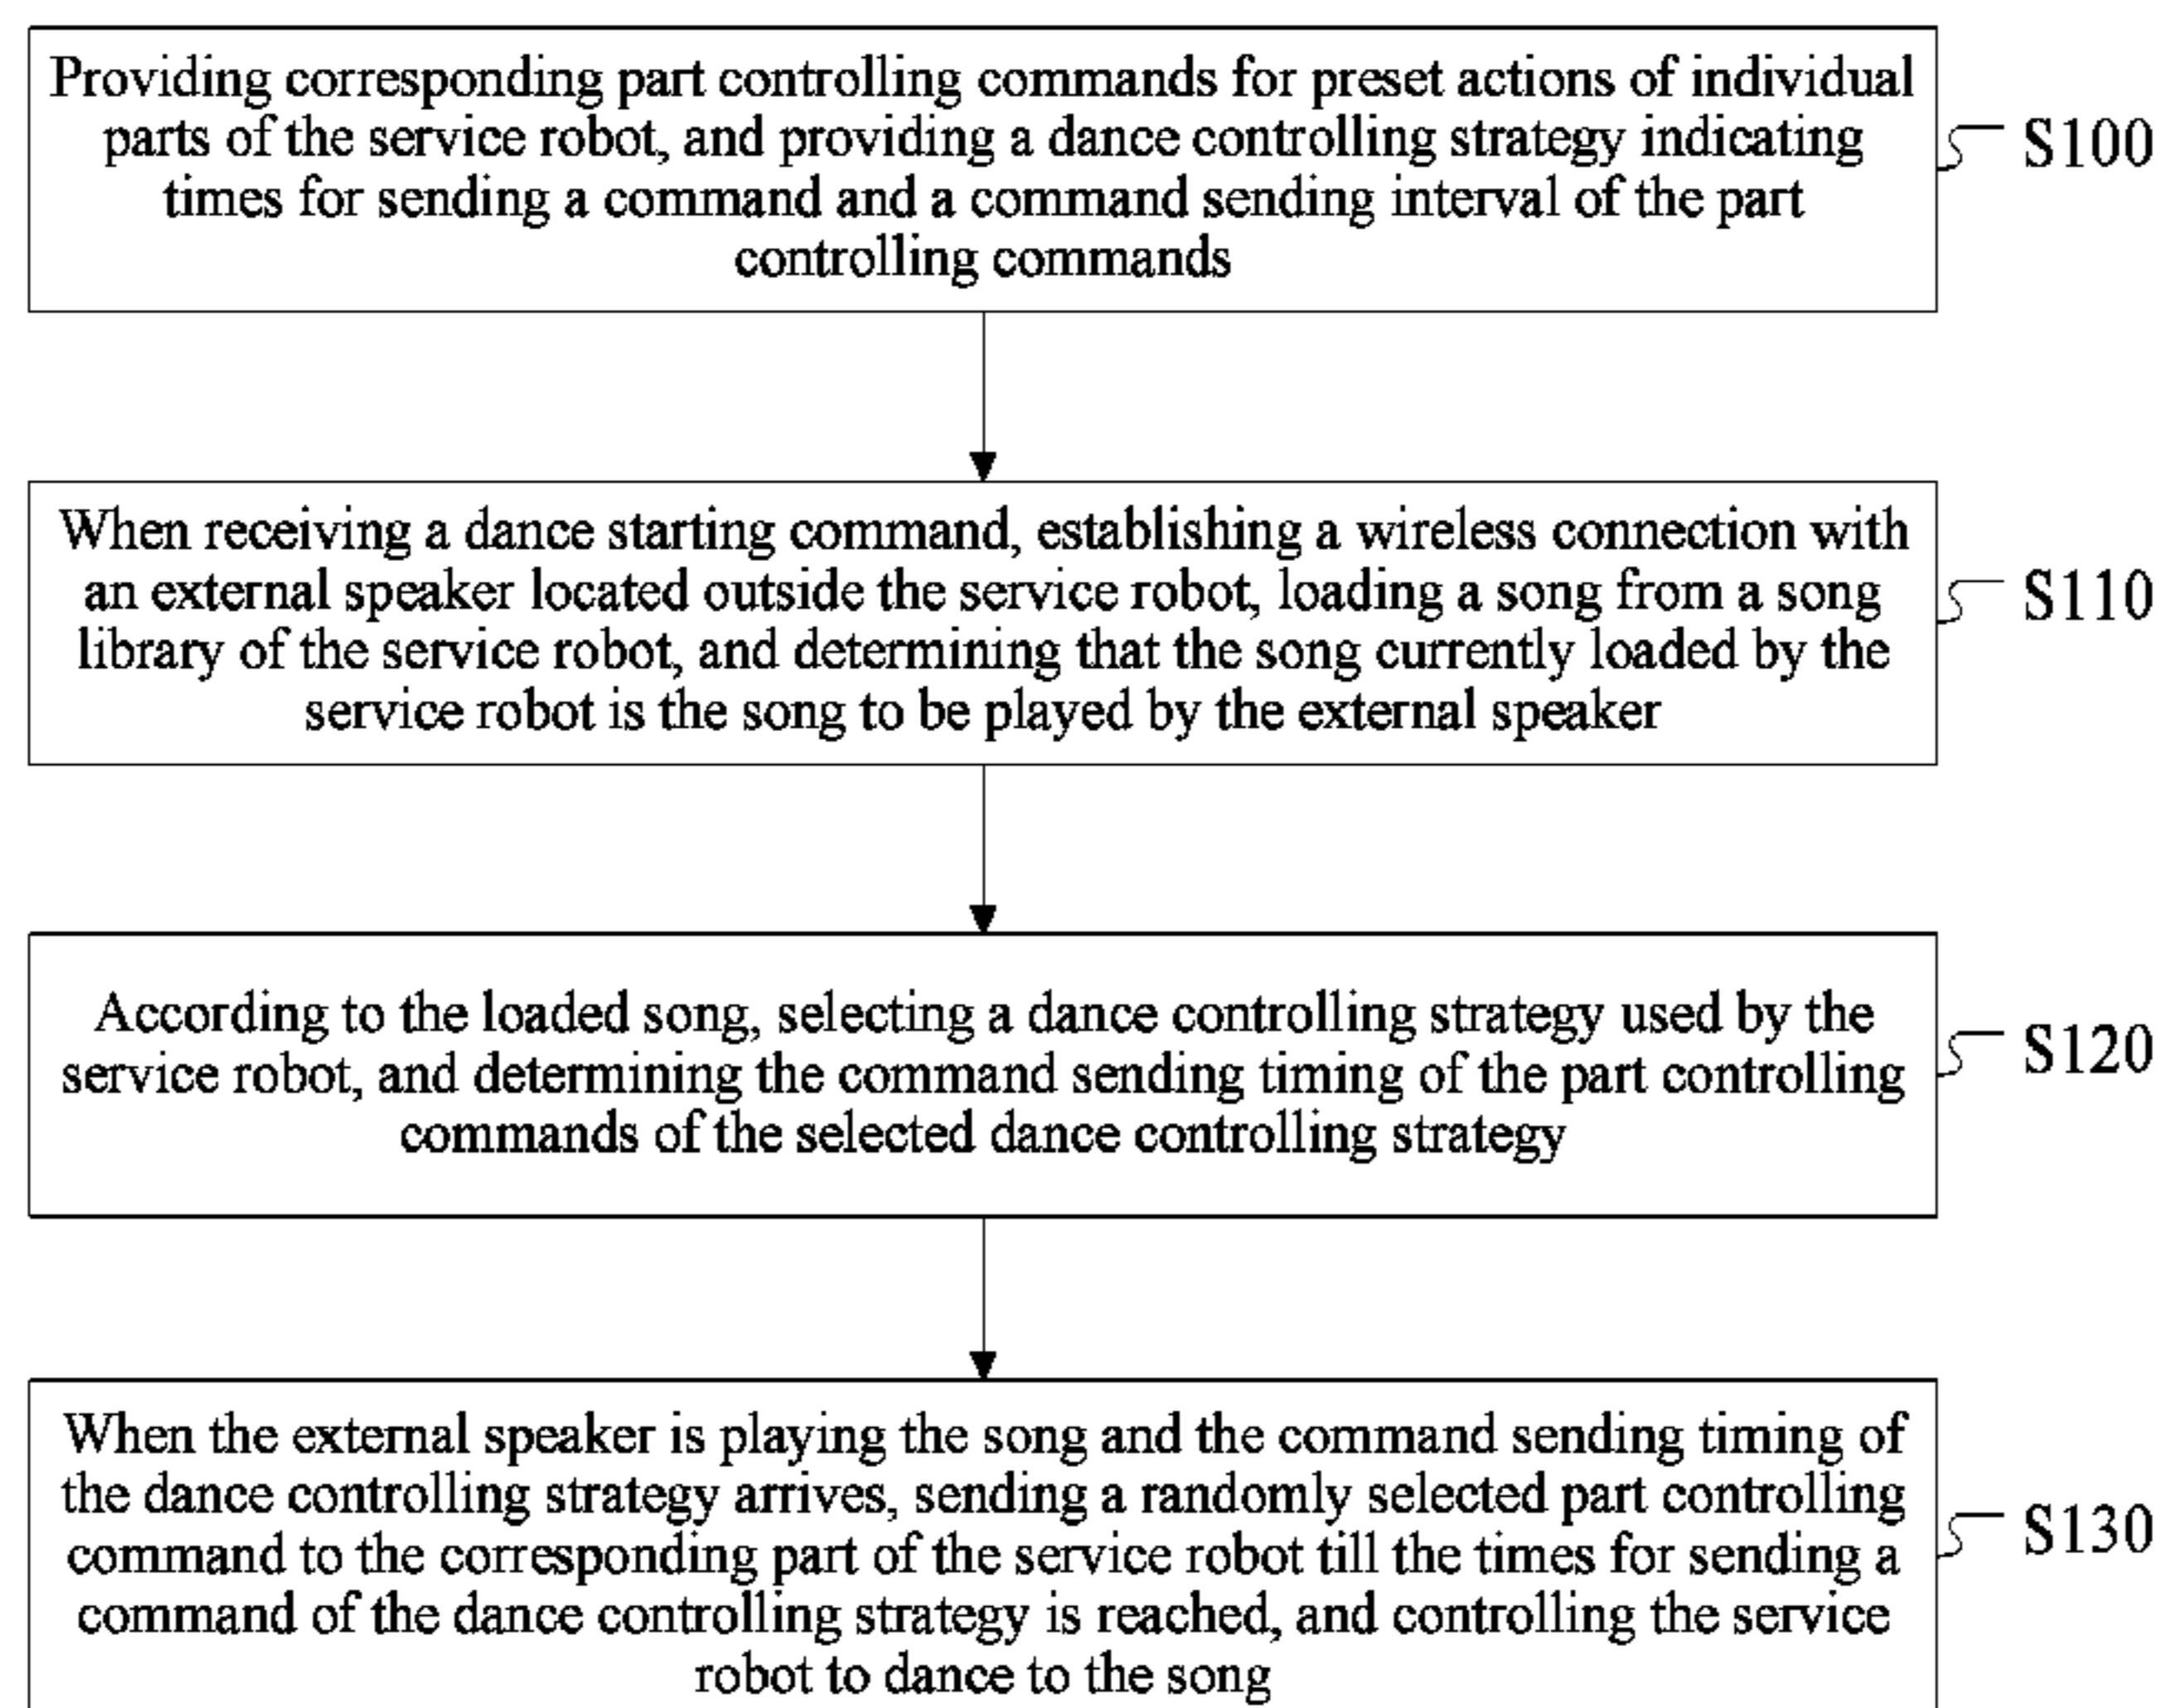 Providing corresponding part controlling commands for preset actions of individual
parts of the service robot, and providing a dance controlling strategy indicating
times for sending a command and a command sending interval of the part
controlling commands
S100
When receiving a dance starting command, establishing a wireless connection with
an external speaker located outside the service robot, loading a song from a song
library of the service robot, and determining that the song currently loaded by the
service robot is the song to be played by the external speaker
S110
According to the loaded song, selecting a dance controlling strategy used by the
service robot, and determining the command sending timing of the part controlling
commands of the selected dance controlling strategy
S120
When the external speaker is playing the song and the command sending timing of
the dance controlling strategy arrives, sending a randomly selected part controlling
command to the corresponding part of the service robot till the times for sending a
command of the dance controlling strategy is reached, and controlling the service
robot to dance to the song
S130